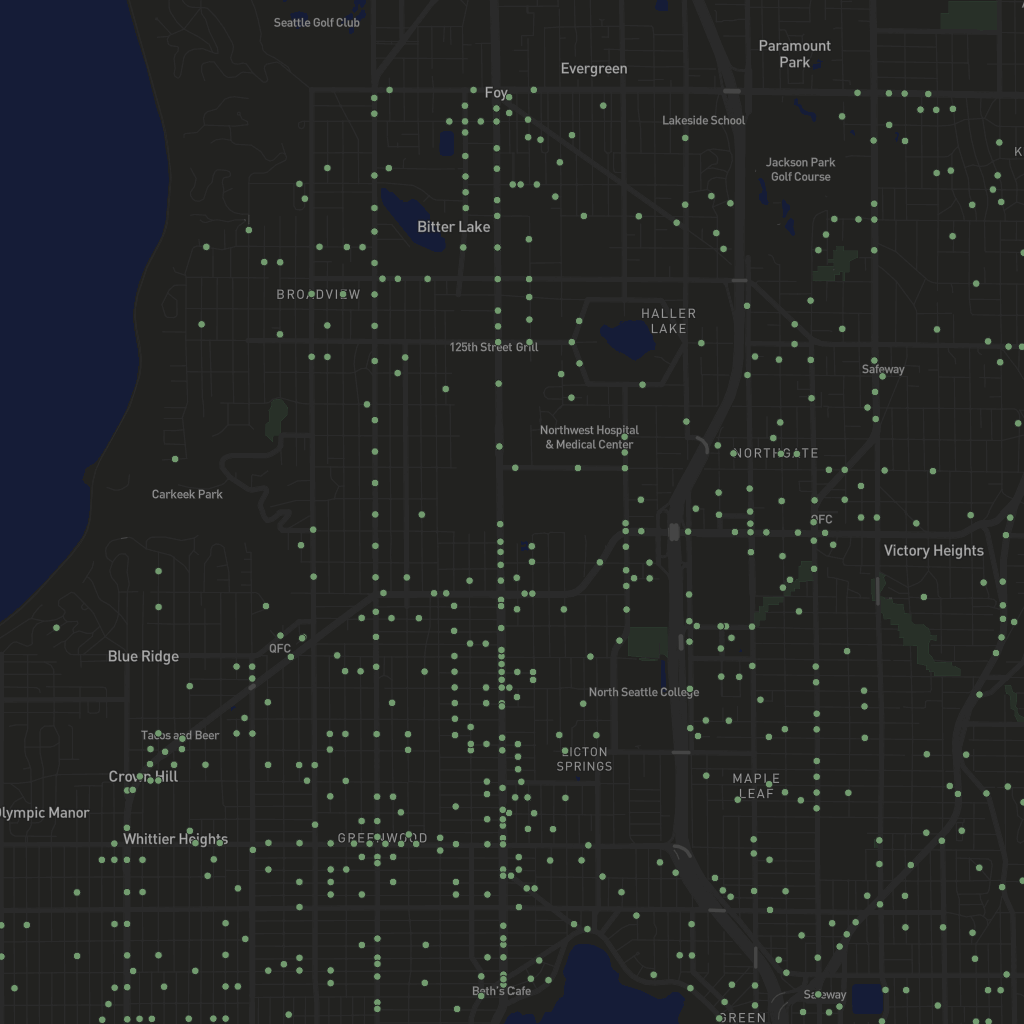 Seattle Golf Club
Paramount
Park
Evergreen
Foy
Lakeside School
K
Jackson Park
Golf Course
Bitter Lake
BROADVIEW
HALLER
LAKE
125th Street Grill
Safeway
Northwest Hospital
& Medical Center
NORTHGATE
Carkeek Park
QFC
Victory Heights
QFC
Blue Ridge
North Seattle College
Tacos and Beer
LICTON
SPRINGS
Crown Hill
MAPLE
LEAF
Olympic Manor
Whittier Heights
GREENWOOD
Beth's Cafe
Safeway
GREEN